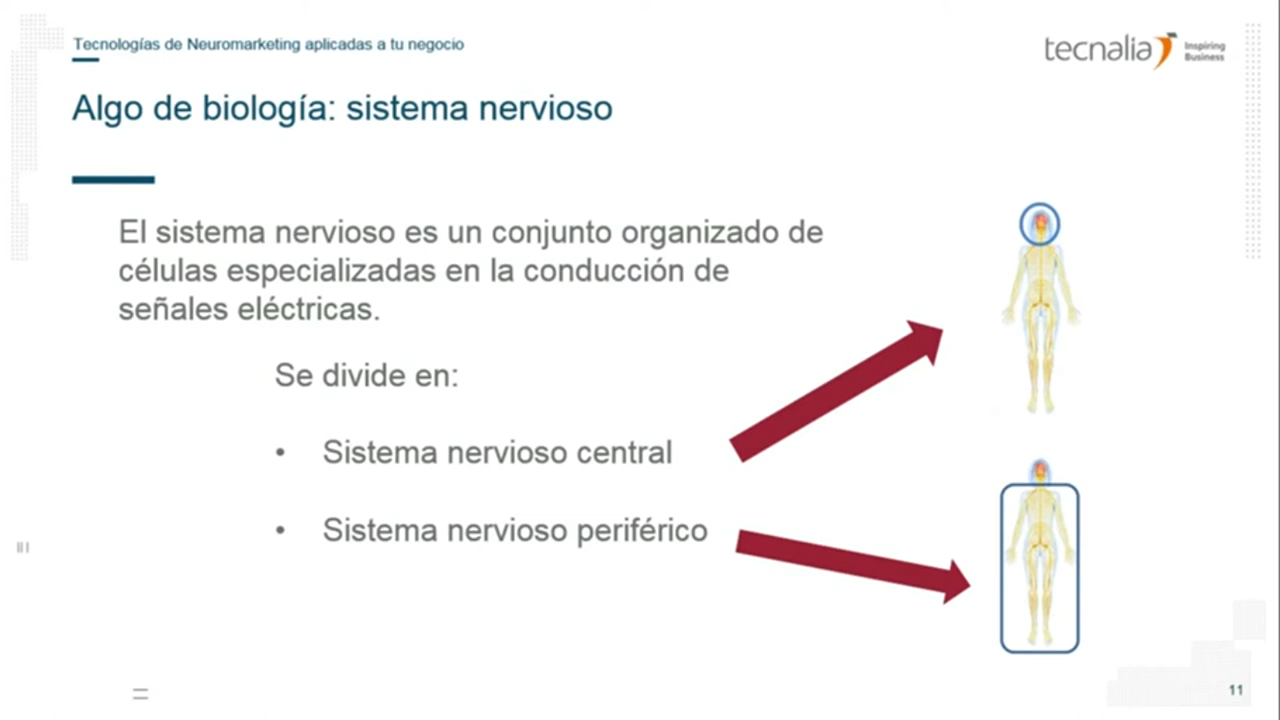 Tecnologías de Neuromarketing aplicadas a tu negocio
tecnalia Inspiring
Business
Algo de biología: sistema nervioso
El sistema nervioso es un conjunto organizado de
células especializadas en la conducción de
señales eléctricas.
Se divide en:
• Sistema nervioso central
• Sistema nervioso periférico
11